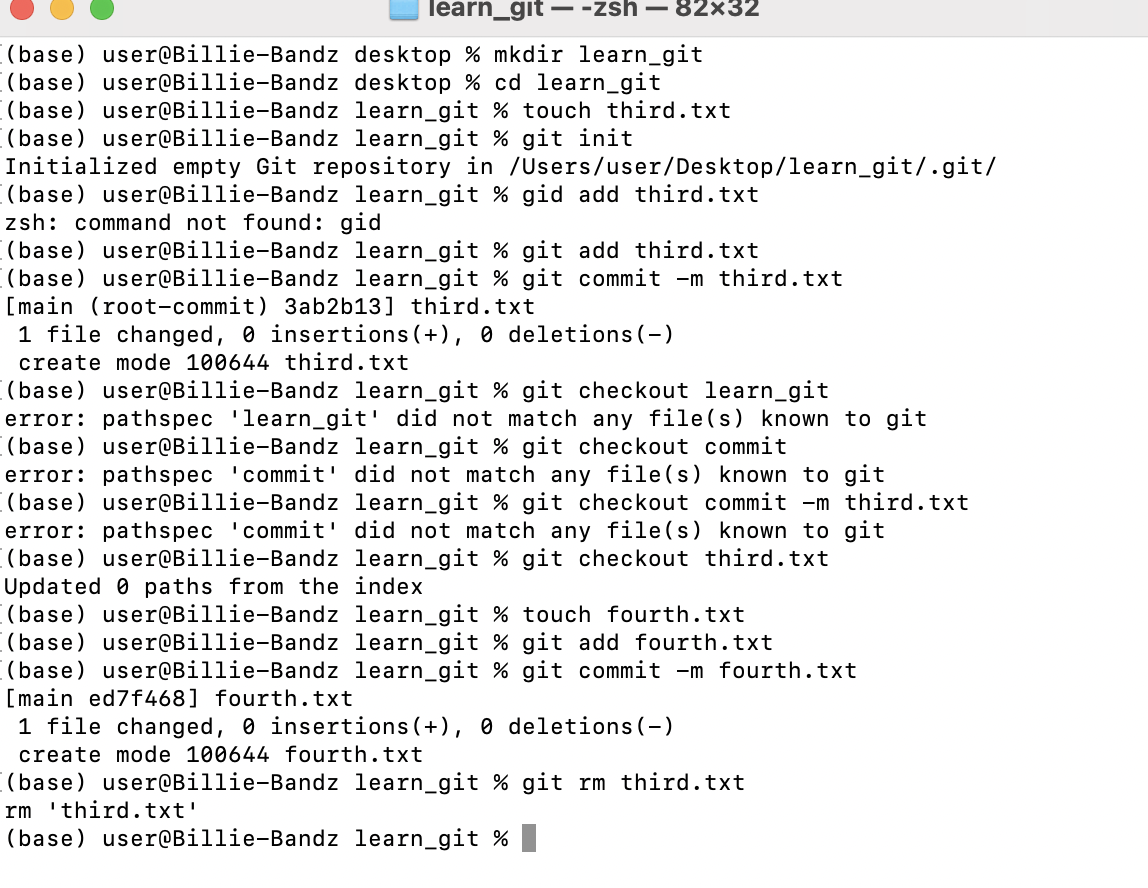 learn_git — -zsh — 82×32
(base) user@Billie-Bandz desktop % mkdir learn_git
(base) user@Billie-Bandz desktop % cd learn_git
(base) user@Billie-Bandz learn_git % touch third.txt
(base) user@Billie-Bandz learn_git % git init
Initialized empty Git repository in /Users/user/Desktop/learn_git/.git/
(base) user@Billie-Bandz learn_git % gid add third.txt
zsh: command not found: gid
(base) user@Billie-Bandz learn_git % git add third.txt
(base) user@Billie-Bandz learn_git % git commit -m third.txt
[main (root-commit) 3ab2b13] third.txt
 1 file changed, 0 insertions(+), 0 deletions(-)
 create mode 100644 third.txt
(base) user@Billie-Bandz learn_git % git checkout learn_git
error: pathspec 'learn_git' did not match any file(s) known to git
(base) user@Billie-Bandz learn_git % git checkout commit
error: pathspec 'commit' did not match any file(s) known to git
(base) user@Billie-Bandz learn_git % git checkout commit -m third.txt
error: pathspec 'commit' did not match any file(s) known to git
(base) user@Billie-Bandz learn_git % git checkout third.txt
Updated 0 paths from the index
(base) user@Billie-Bandz learn_git % touch fourth.txt
(base) user@Billie-Bandz learn_git % git add fourth.txt
(base) user@Billie-Bandz learn_git % git commit -m fourth.txt
[main ed7f468] fourth.txt
 1 file changed, 0 insertions(+), 0 deletions(-)
 create mode 100644 fourth.txt
(base) user@Billie-Bandz learn_git % git rm third.txt
rm 'third.txt'
(base) user@Billie-Bandz learn_git %